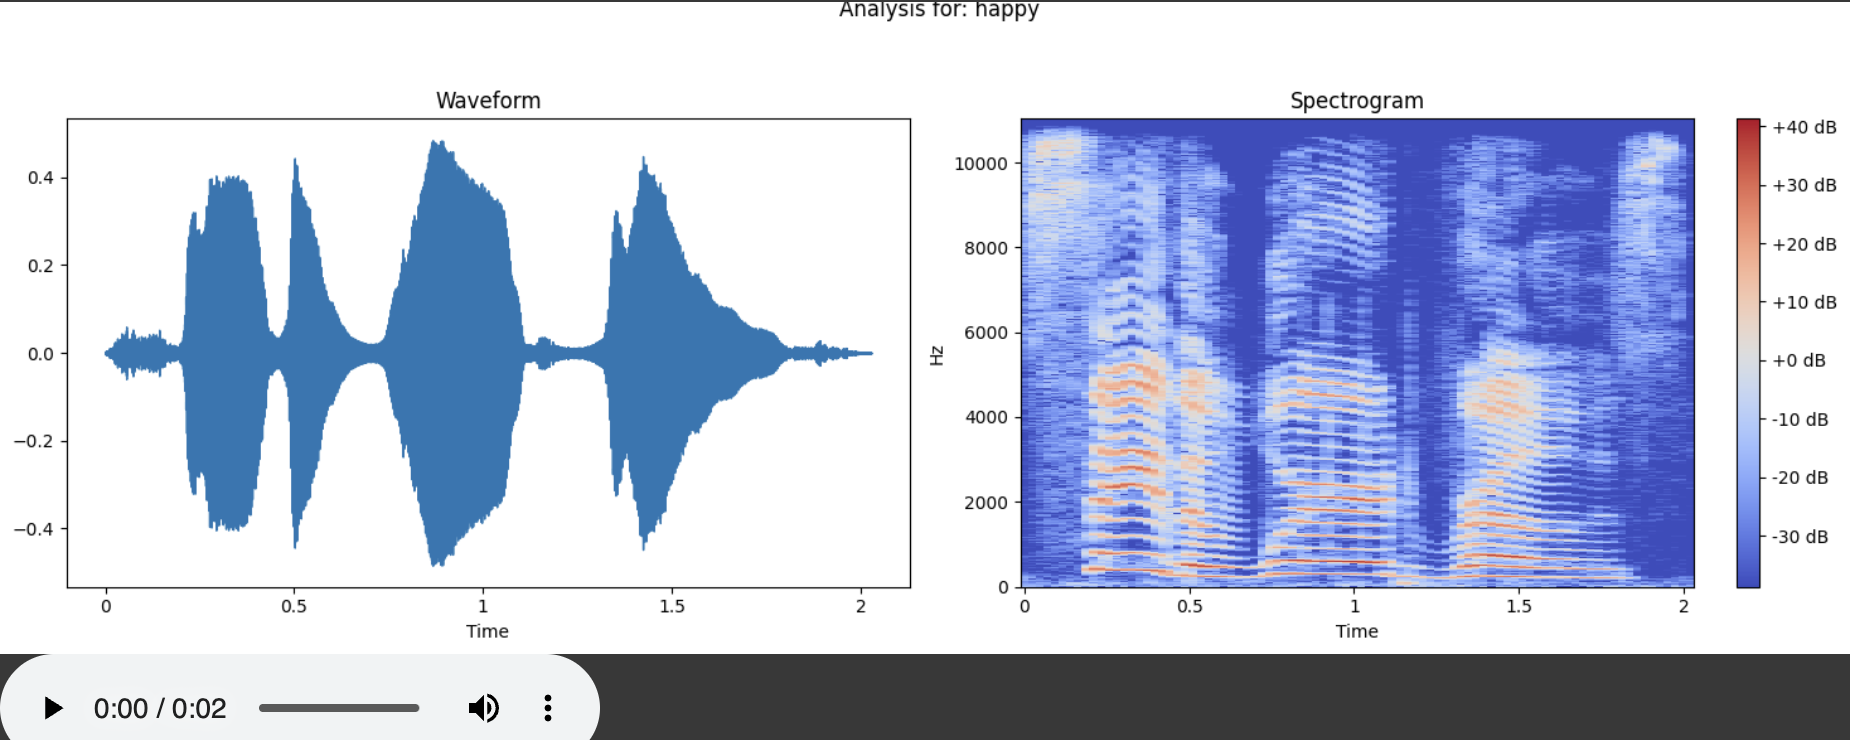 Analysis for: happy
Waveform
0.4
0.2
0.0
−0.2
−0.4
0
0.5
1
1.5
2
Time
Spectrogram
10000
8000
6000
4000
2000
0
Hz
0
0.5
1
1.5
2
Time
+40 dB
+30 dB
+20 dB
+10 dB
+0 dB
-10 dB
-20 dB
-30 dB
0:00 / 0:02